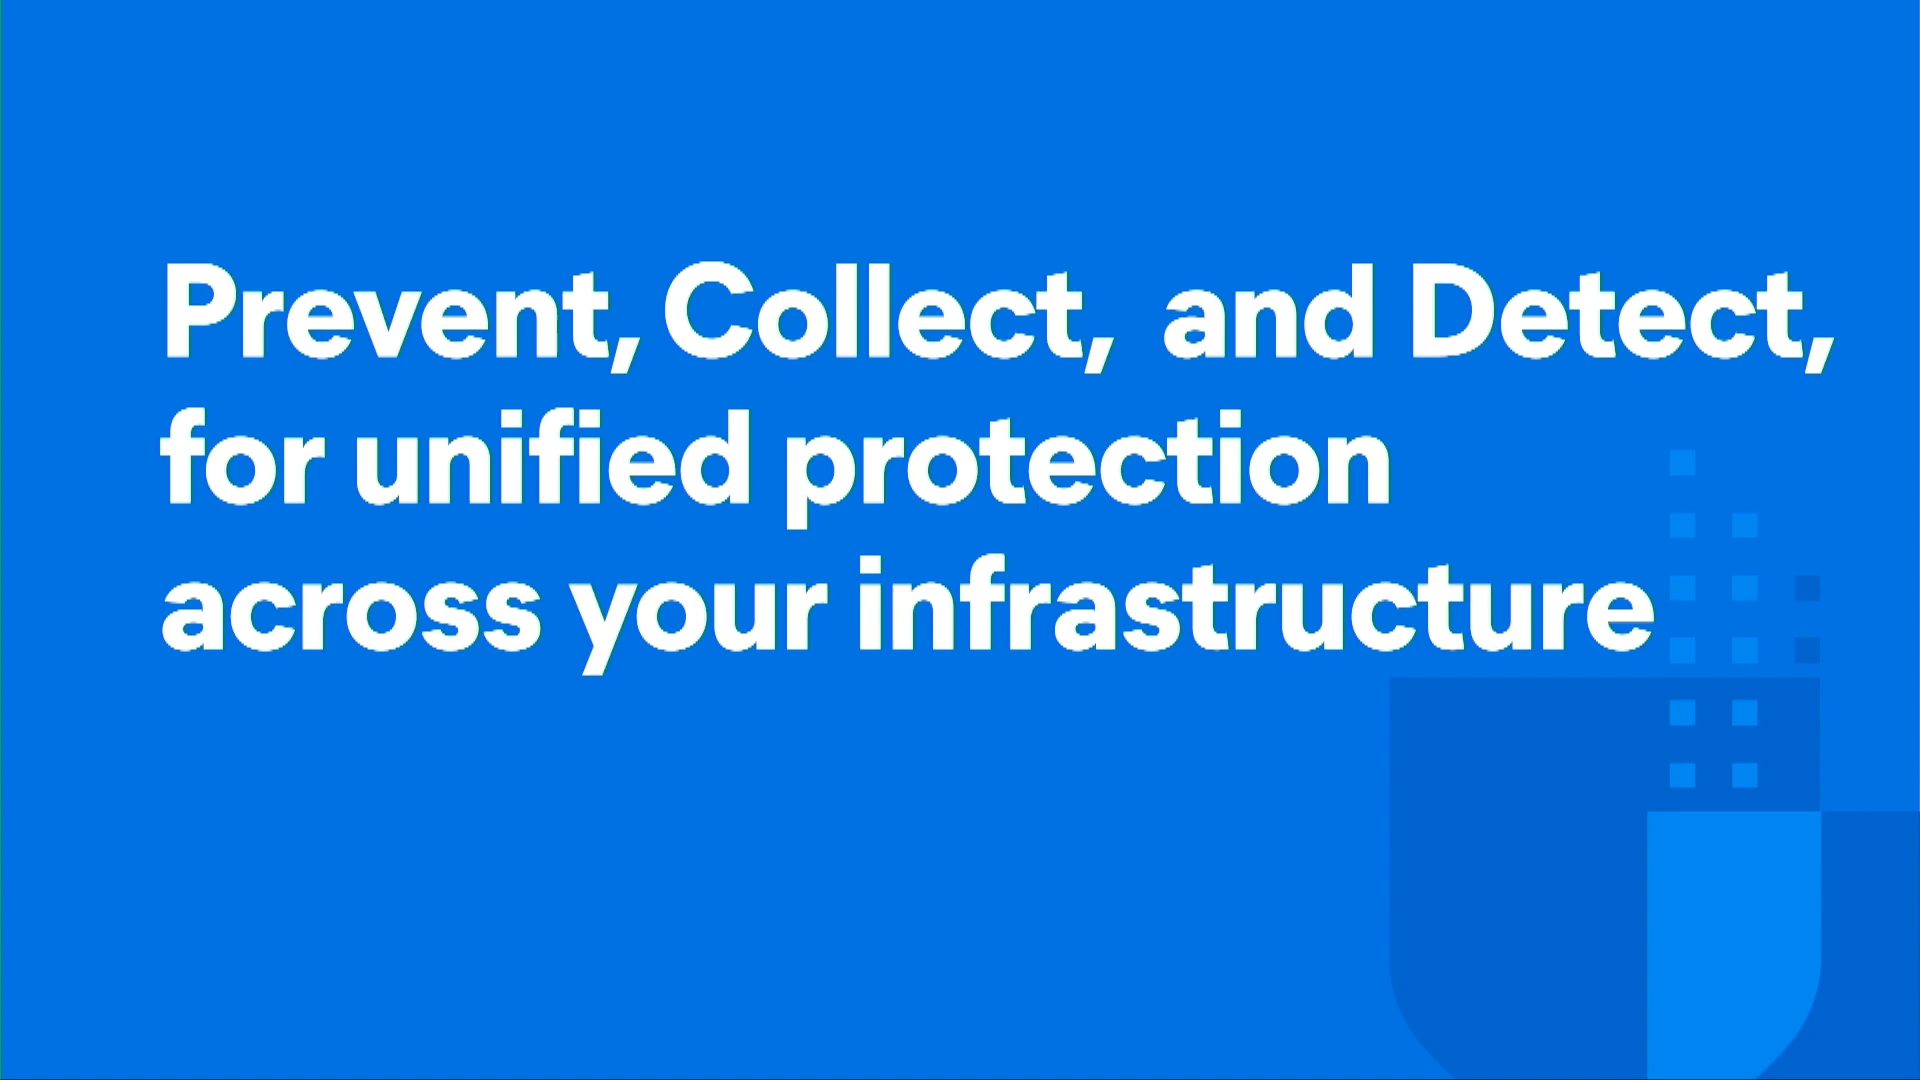 Prevent, Collect, and Detect,
for unified protection
across your infrastructure